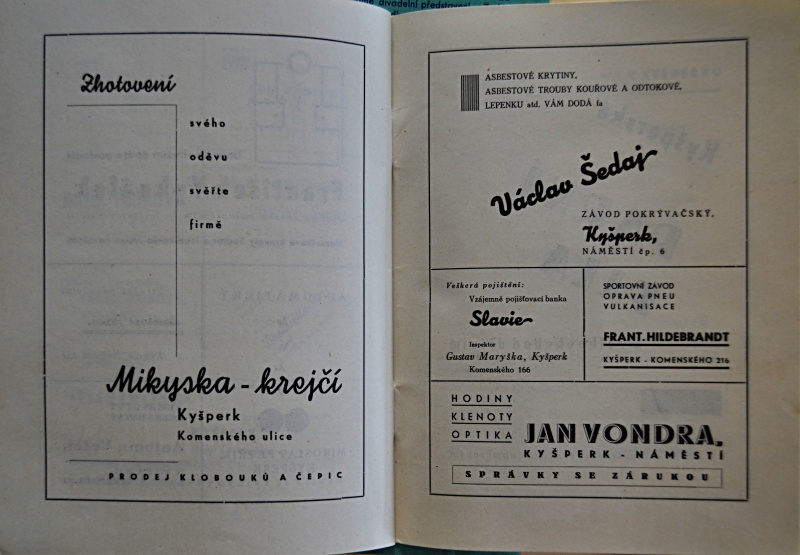 divadelní představení
Zhotovení
svého
oděvu
svěřte
firmě
Mikyska - krejčí
Kyšperk
Komenského ulice
PRODEJ KLOBOUKŮ A ČEPIC
ASBESTOVÉ KRYTINY,
ASBESTOVÉ TROUBY KOUŘOVÉ A ODTOKOVÉ,
LEPENKU atd. VÁM DODÁ fa
Václav Šedaj
ZÁVOD POKRÝVAČSKÝ,
Kyšperk,
NÁMĚSTÍ čp. 6
Veškerá pojištění:
Vzájemně pojišťovací banka
Slavie
Inspektor
Gustav Maryška, Kyšperk
Komenského 166
SPORTOVNÍ ZÁVOD
OPRAVA PNEU
VULKANISACE
FRANT. HILDEBRANDT
KYŠPERK - KOMENSKÉHO 216
HODINY
KLENOTY
OPTIKA
JAN VONDRA,
KYŠPERK - NÁMĚSTÍ
SPRÁVKY SE ZÁRUKOU